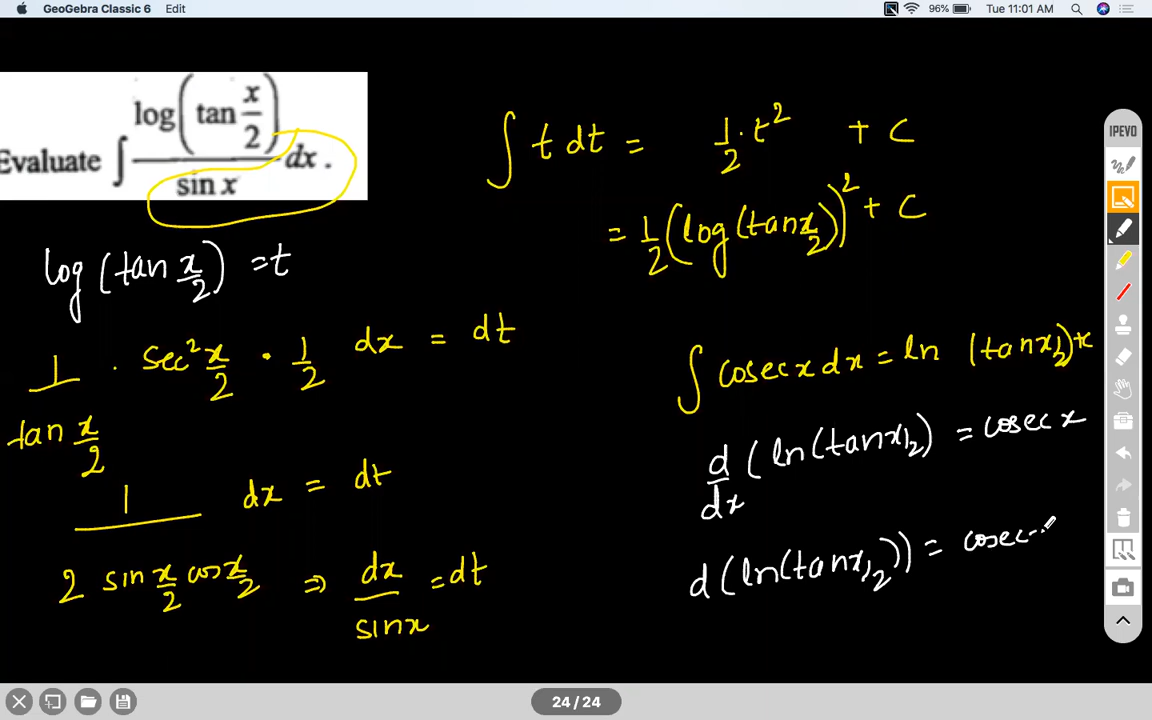 GeoGebra Classic 6 Edit 96% Tue 11:01 AM
Evaluate ∫ log(tan x/2) / sin x dx .
log (tan x/2) = t
1 / tan x/2 · sec² x/2 · 1/2 dx = dt
1 / 2 sin x/2 cos x/2 dx = dt
⇒ dx / sinx = dt
∫ t dt = 1/2 · t² + C
= 1/2 (log(tan x/2))² + C
∫ cosec x dx = ln (tan x/2) + c
d/dx (ln(tan x/2) = cosec x
d(ln(tan x/2)) = cosec
IPEVO
24 / 24